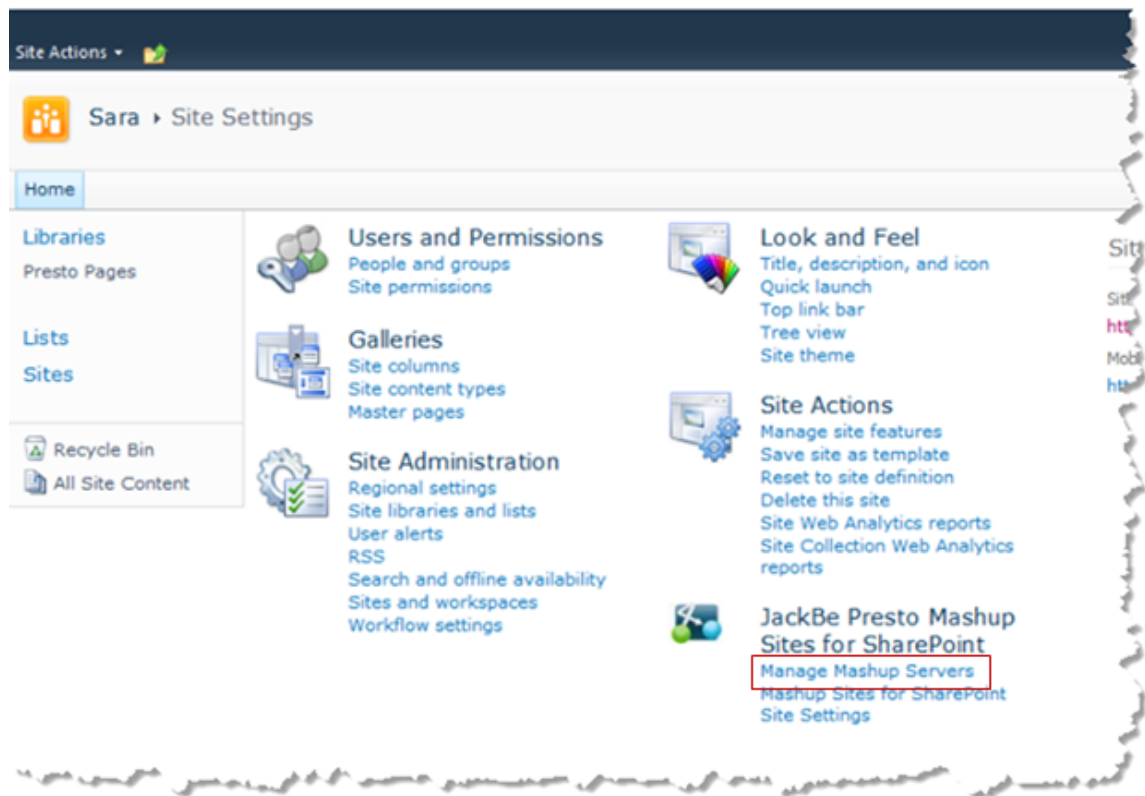 Site Actions
Sara ▸ Site Settings
Home
Libraries
Presto Pages
Lists
Sites
Recycle Bin
All Site Content
Users and Permissions
People and groups
Site permissions
Galleries
Site columns
Site content types
Master pages
Site Administration
Regional settings
Site libraries and lists
User alerts
RSS
Search and offline availability
Sites and workspaces
Workflow settings
Look and Feel
Title, description, and icon
Quick launch
Top link bar
Tree view
Site theme
Site Actions
Manage site features
Save site as template
Reset to site definition
Delete this site
Site Web Analytics reports
Site Collection Web Analytics
reports
JackBe Presto Mashup
Sites for SharePoint
Manage Mashup Servers
Mashup Sites for SharePoint
Site Settings